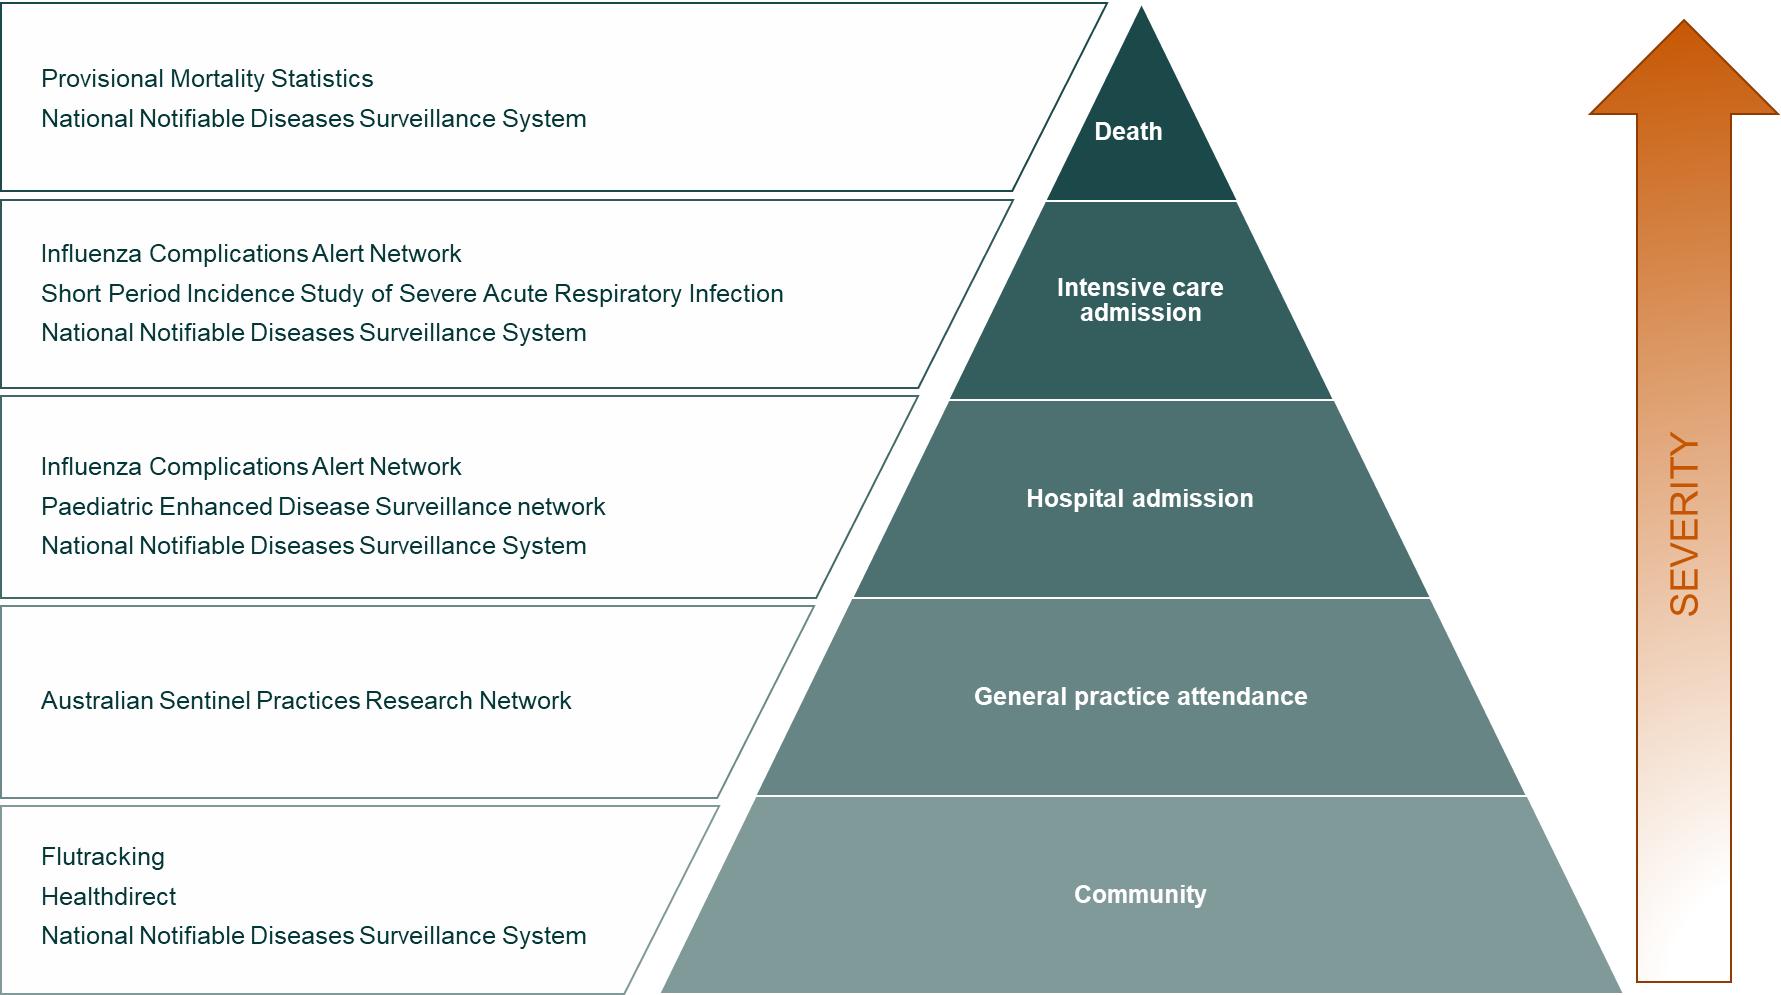 Provisional Mortality Statistics
National Notifiable Diseases Surveillance System
Death
Influenza Complications Alert Network
Short Period Incidence Study of Severe Acute Respiratory Infection
National Notifiable Diseases Surveillance System
Intensive care
admission
Influenza Complications Alert Network
Paediatric Enhanced Disease Surveillance network
National Notifiable Diseases Surveillance System
Hospital admission
Australian Sentinel Practices Research Network
General practice attendance
Flutracking
Healthdirect
National Notifiable Diseases Surveillance System
Community
SEVERITY